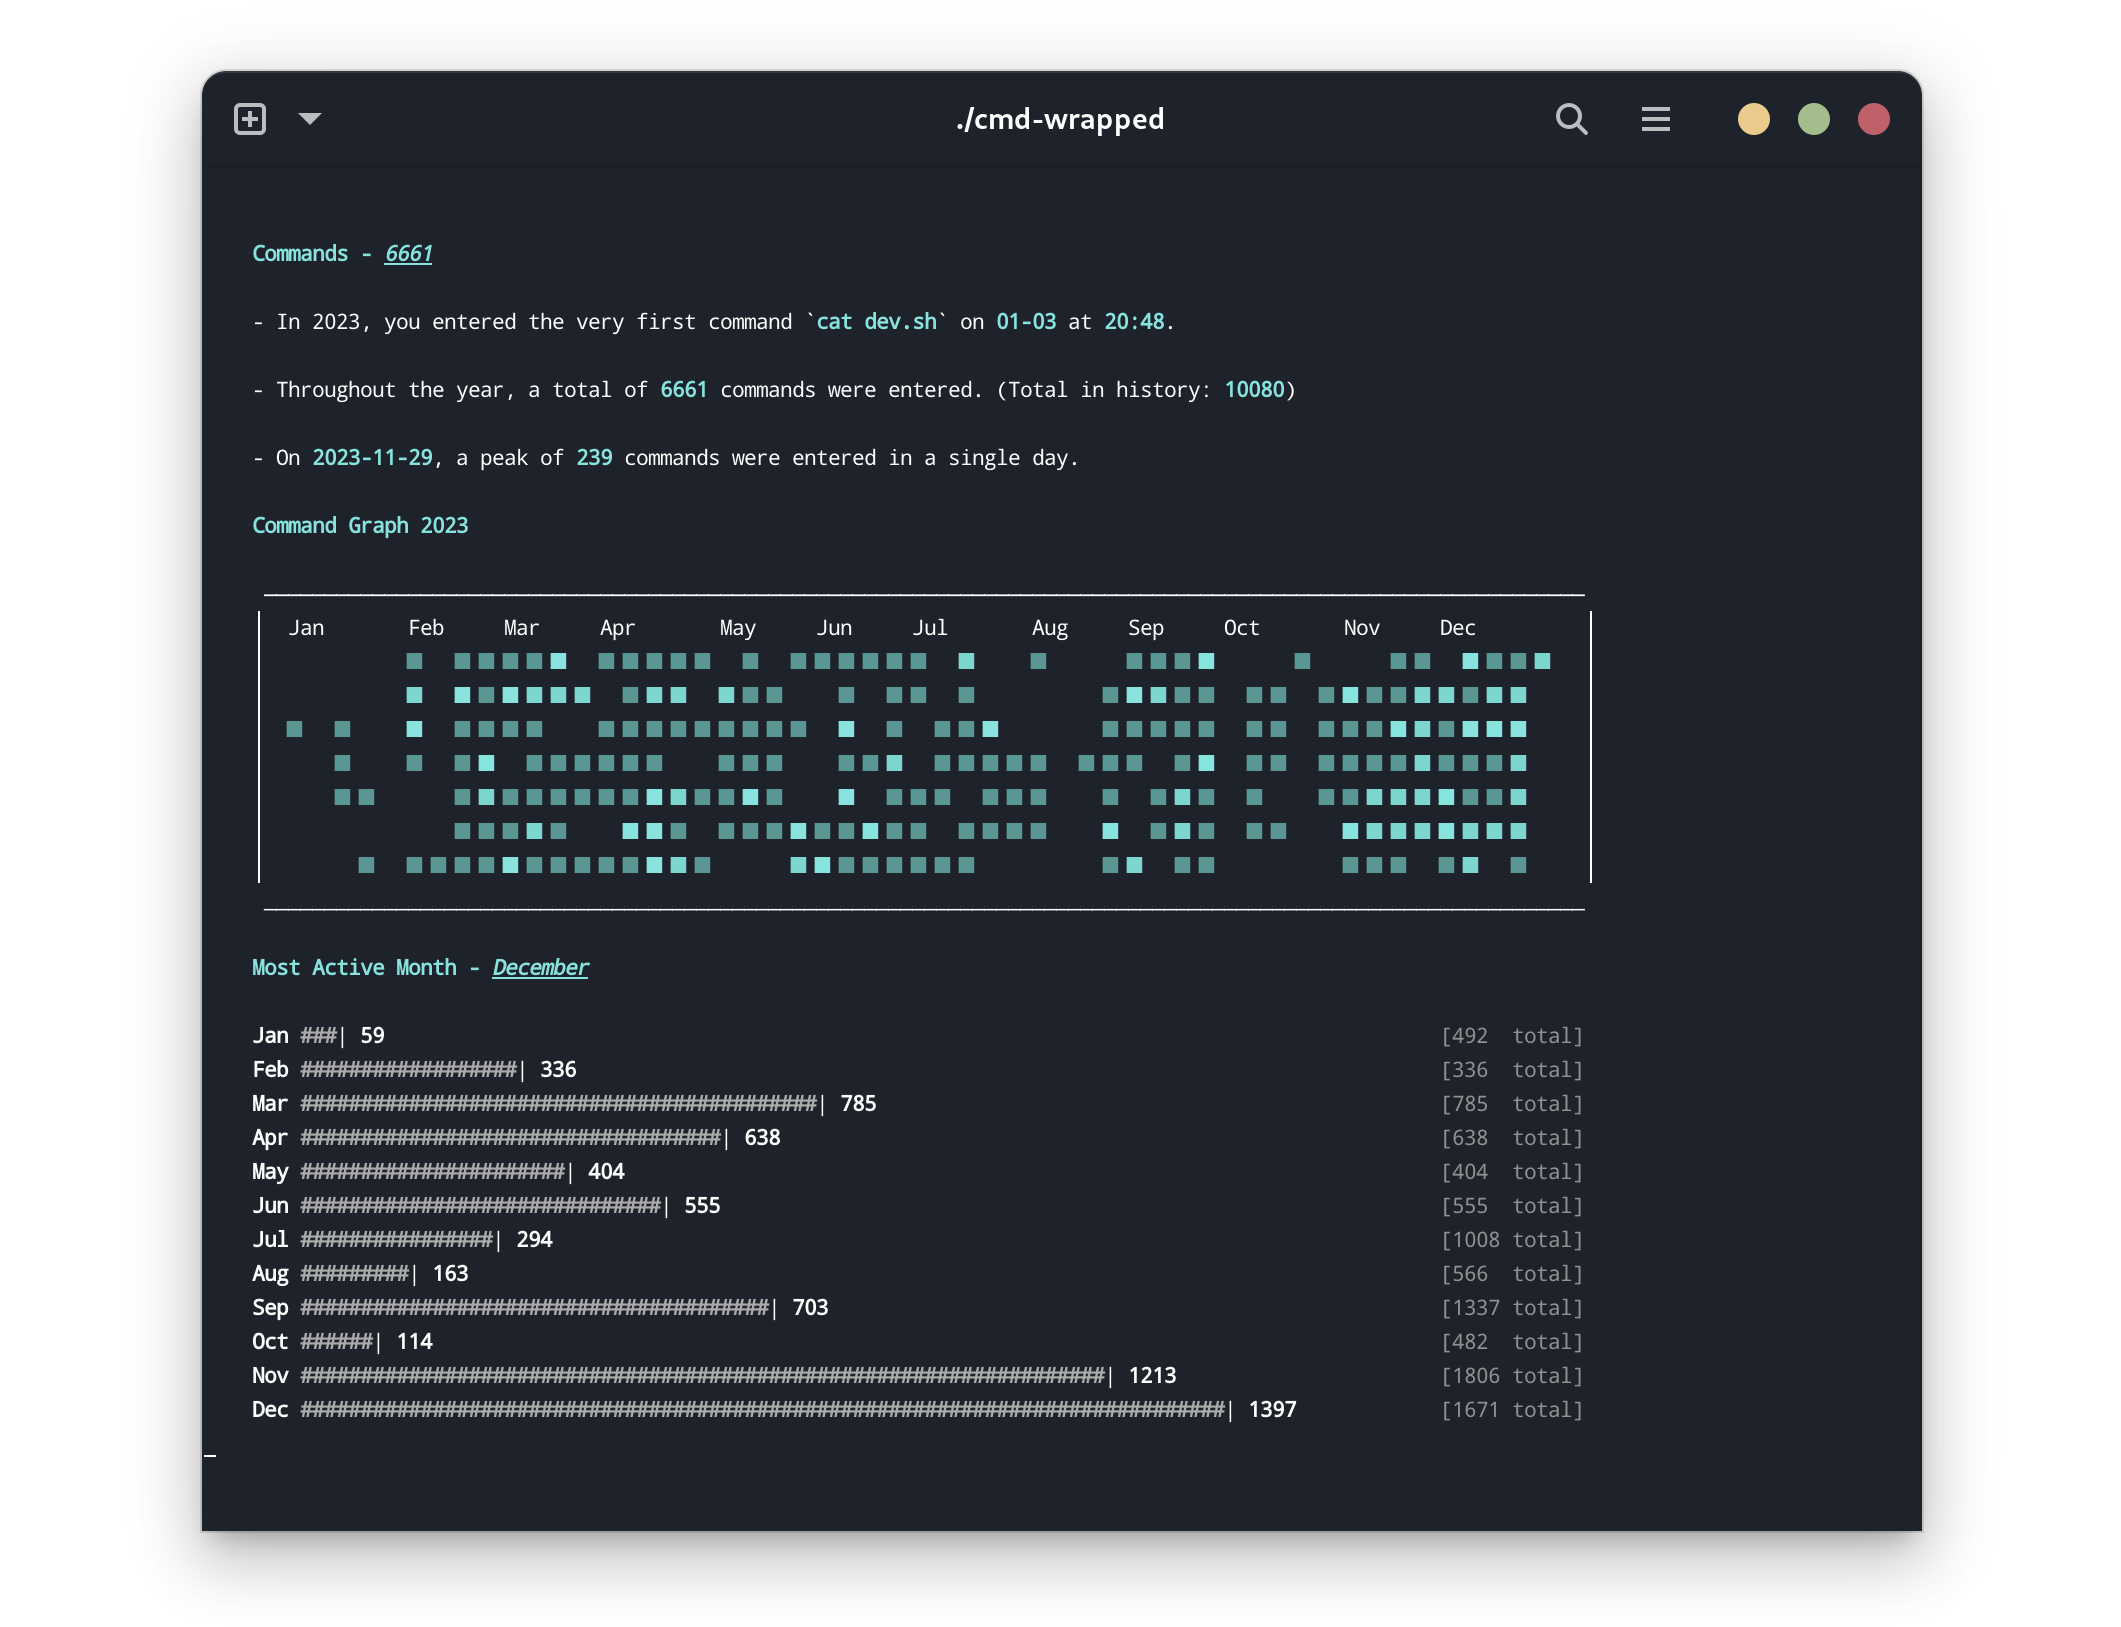 ./cmd-wrapped
Commands - 6661
- In 2023, you entered the very first command `cat dev.sh` on 01-03 at 20:48.
- Throughout the year, a total of 6661 commands were entered. (Total in history: 10080)
- On 2023-11-29, a peak of 239 commands were entered in a single day.
Command Graph 2023
Jan Feb Mar Apr May Jun Jul Aug Sep Oct Nov Dec
Most Active Month - December
Jan ###| 59 [492 total]
Feb ##################| 336 [336 total]
Mar ###########################################| 785 [785 total]
Apr ###################################| 638 [638 total]
May ######################| 404 [404 total]
Jun ##############################| 555 [555 total]
Jul ################| 294 [1008 total]
Aug #########| 163 [566 total]
Sep #######################################| 703 [1337 total]
Oct ######| 114 [482 total]
Nov ###################################################################| 1213 [1806 total]
Dec #############################################################################| 1397 [1671 total]